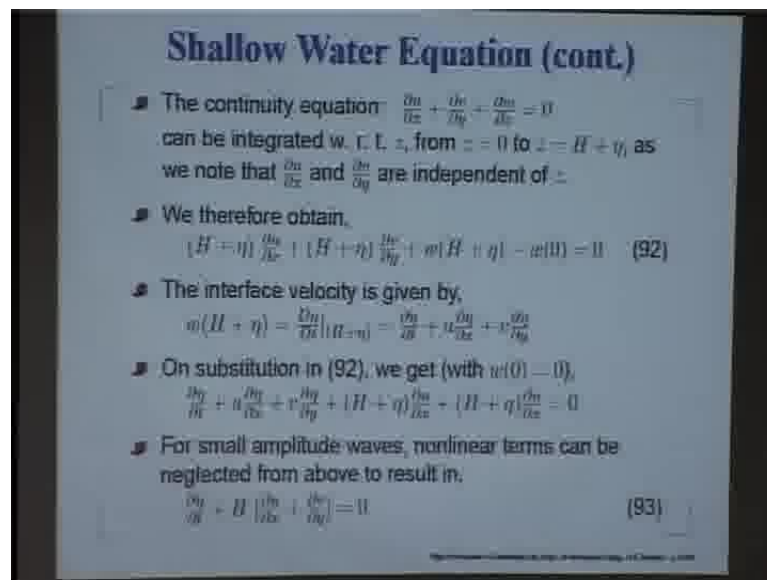 Shallow Water Equation (cont.)
The continuity equation ∂u/∂x + ∂v/∂y + ∂w/∂z = 0
can be integrated w. r. t. z, from z = 0 to z = H + η, as
we note that ∂u/∂x and ∂v/∂y are independent of z.
We therefore obtain,
(H + η) ∂u/∂x + (H + η) ∂v/∂y + w(H + η) − w(0) = 0 (92)
The interface velocity is given by,
w(H + η) = Dη/Dt|(H+η) = ∂η/∂t + u ∂η/∂x + v ∂η/∂y
On substitution in (92), we get (with w(0) = 0),
∂η/∂t + u ∂η/∂x + v ∂η/∂y + (H + η) ∂u/∂x + (H + η) = 0
For small amplitude waves, nonlinear terms can be
neglected from above to result in:
∂η/∂t + H [∂u/∂x + ∂v/∂y] = 0 (93)